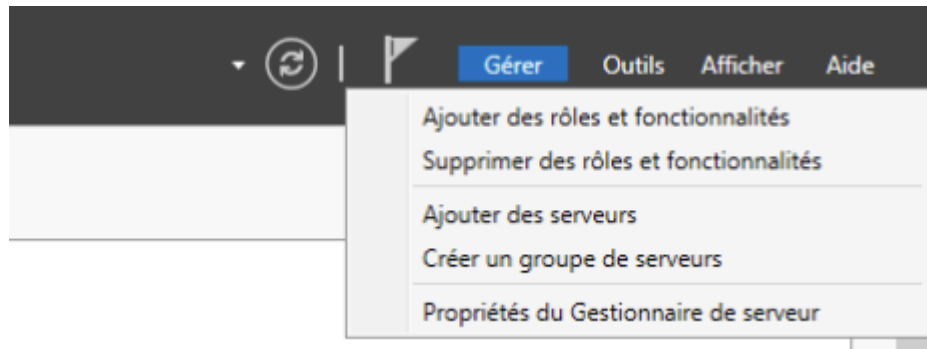 Gérer Outils Afficher Aide
Ajouter des rôles et fonctionnalités
Supprimer des rôles et fonctionnalités
Ajouter des serveurs
Créer un groupe de serveurs
Propriétés du Gestionnaire de serveur